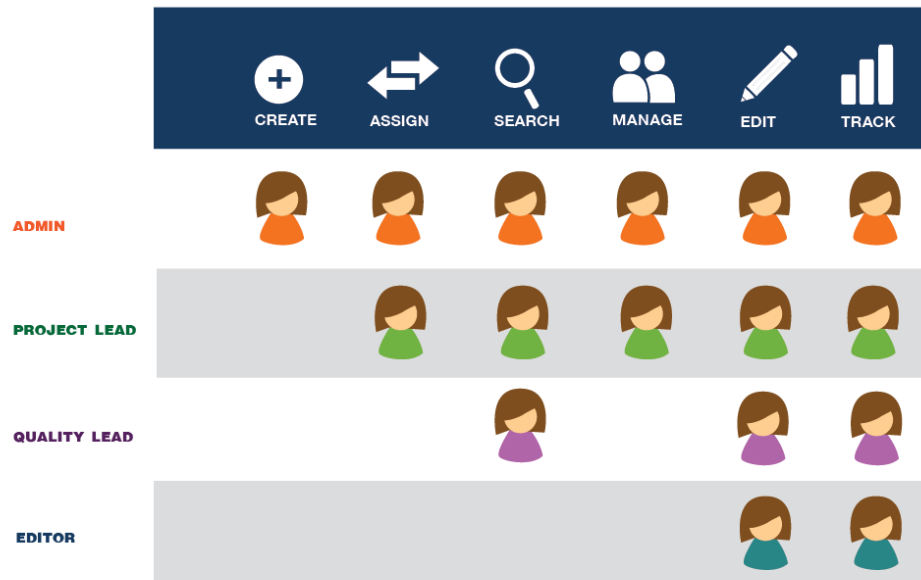 CREATE ASSIGN SEARCH MANAGE EDIT TRACK
ADMIN
PROJECT LEAD
QUALITY LEAD
EDITOR